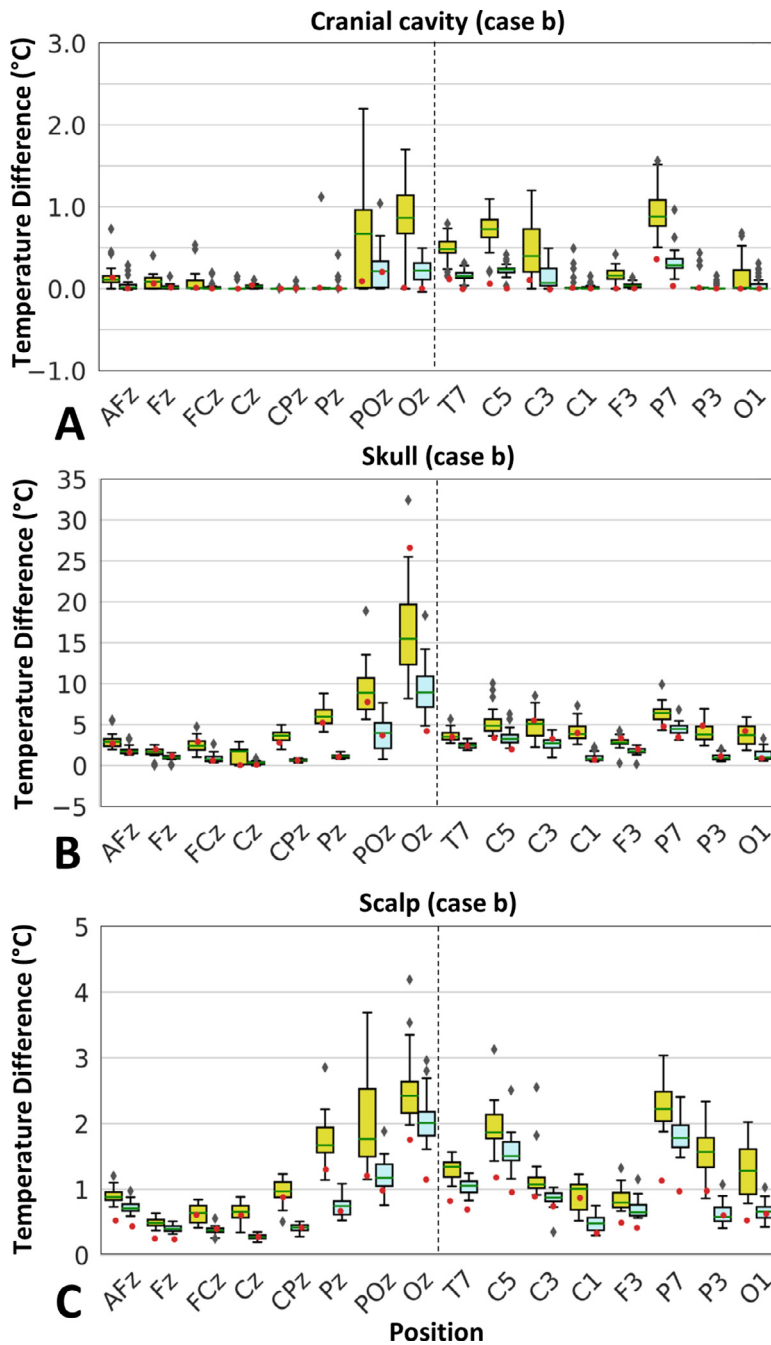 Cranial cavity (case b)
Temperature Difference (°C)
3.0
2.0
1.0
0.0
−1.0
AFz Fz FCz Cz CPz Pz POz Oz T7 C5 C3 C1 F3 P7 P3 O1
A
Skull (case b)
Temperature Difference (°C)
35
30
25
20
15
10
5
0
−5
AFz Fz FCz Cz CPz Pz POz Oz T7 C5 C3 C1 F3 P7 P3 O1
B
Scalp (case b)
Temperature Difference (°C)
5
4
3
2
1
0
AFz Fz FCz Cz CPz Pz POz Oz T7 C5 C3 C1 F3 P7 P3 O1
C
Position